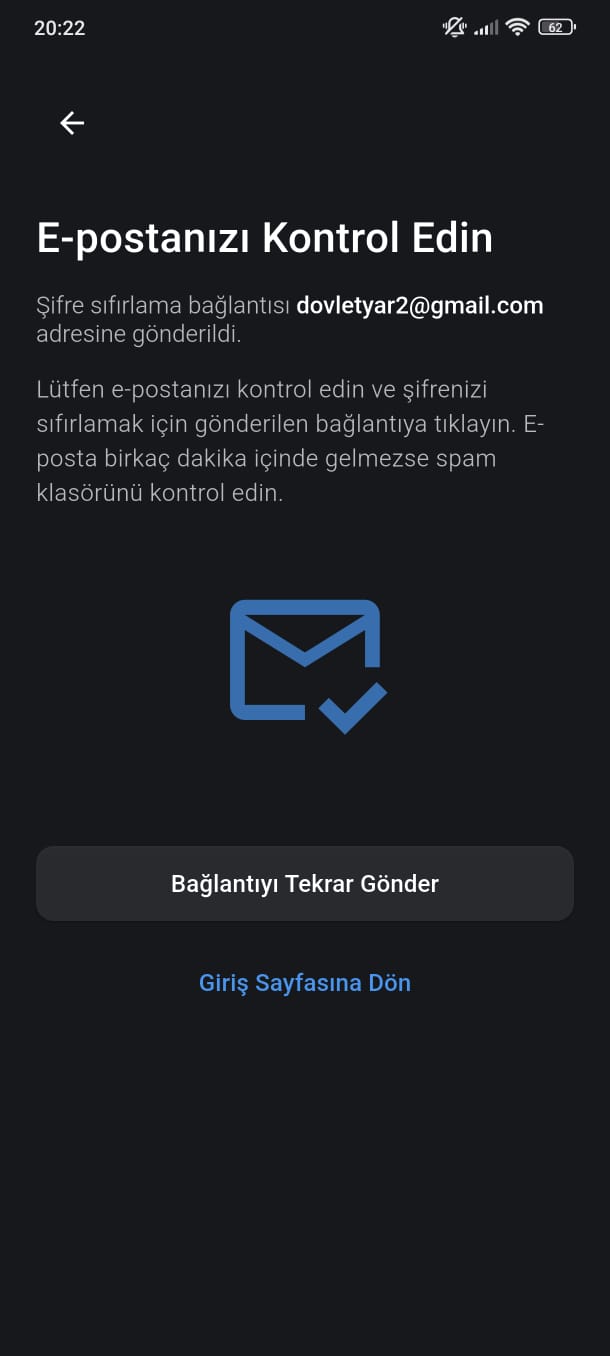 20:22
62
E-postanızı Kontrol Edin
Şifre sıfırlama bağlantısı dovletyar2@gmail.com
adresine gönderildi.
Lütfen e-postanızı kontrol edin ve şifrenizi
sıfırlamak için gönderilen bağlantıya tıklayın. E-
posta birkaç dakika içinde gelmezse spam
klasörünü kontrol edin.
Bağlantıyı Tekrar Gönder
Giriş Sayfasına Dön